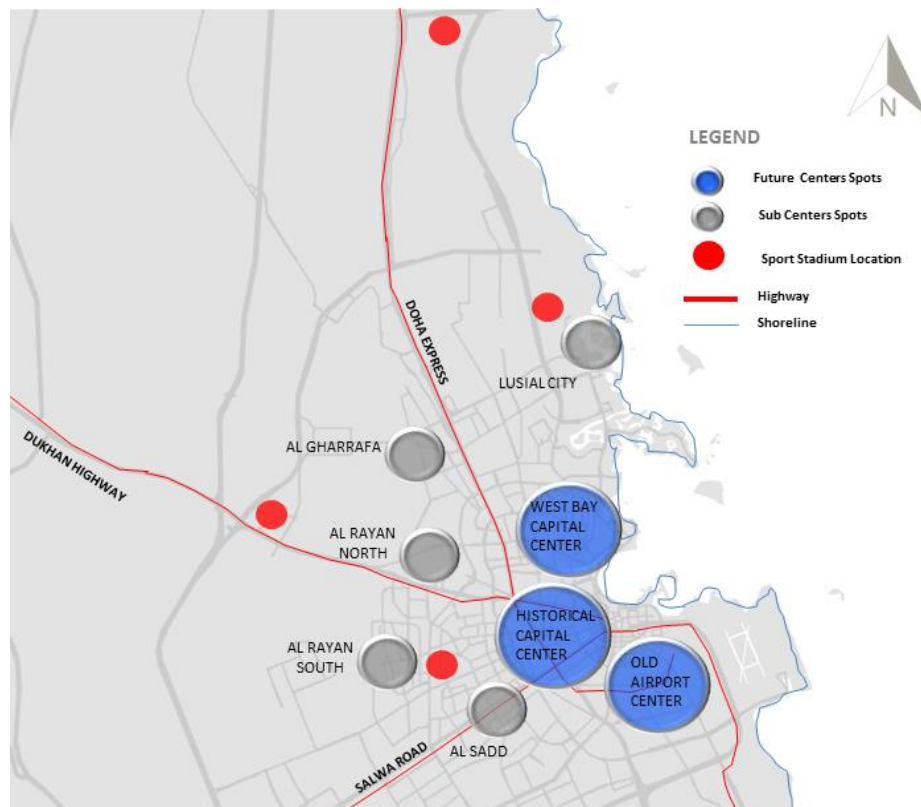 N
LEGEND
Future Centers Spots
Sub Centers Spots
Sport Stadium Location
Highway
Shoreline
DOHA EXPRESS
LUSIAL CITY
DUKHAN HIGHWAY
AL GHARRAFA
WEST BAY
CAPITAL
CENTER
AL RAYAN
NORTH
HISTORICAL
CAPITAL
CENTER
AL RAYAN
SOUTH
OLD
AIRPORT
CENTER
AL SADD
SALWA ROAD